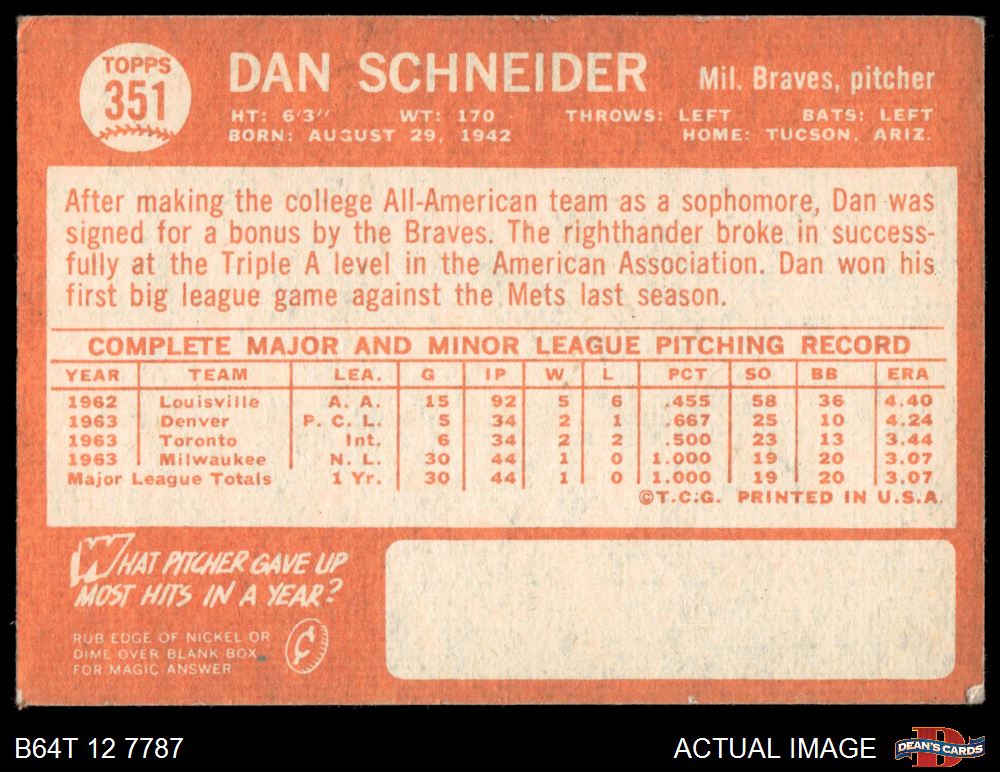 TOPPS
351
DAN SCHNEIDER
Mil. Braves, pitcher
HT: 6'3" WT: 170 THROWS: LEFT BATS: LEFT
BORN: AUGUST 29, 1942 HOME: TUCSON, ARIZ.
After making the college All-American team as a sophomore, Dan was
signed for a bonus by the Braves. The righthander broke in success-
fully at the Triple A level in the American Association. Dan won his
first big league game against the Mets last season.
COMPLETE MAJOR AND MINOR LEAGUE PITCHING RECORD
YEAR TEAM LEA. G IP W L PCT SO BB ERA
1962 Louisville A. A. 15 92 5 6 .455 58 36 4.40
1963 Denver P. C. L. 5 34 2 1 .667 25 10 4.24
1963 Toronto Int. 6 34 2 2 .500 23 13 3.44
1963 Milwaukee N. L. 30 44 1 0 1.000 19 20 3.07
Major League Totals 1 Yr. 30 44 1 0 1.000 19 20 3.07
©T.C.G. PRINTED IN U.S.A.
WHAT PITCHER GAVE UP
MOST HITS IN A YEAR?
RUB EDGE OF NICKEL OR
DIME OVER BLANK BOX
FOR MAGIC ANSWER
B64T 12 7787
ACTUAL IMAGE
DEAN'S CARDS